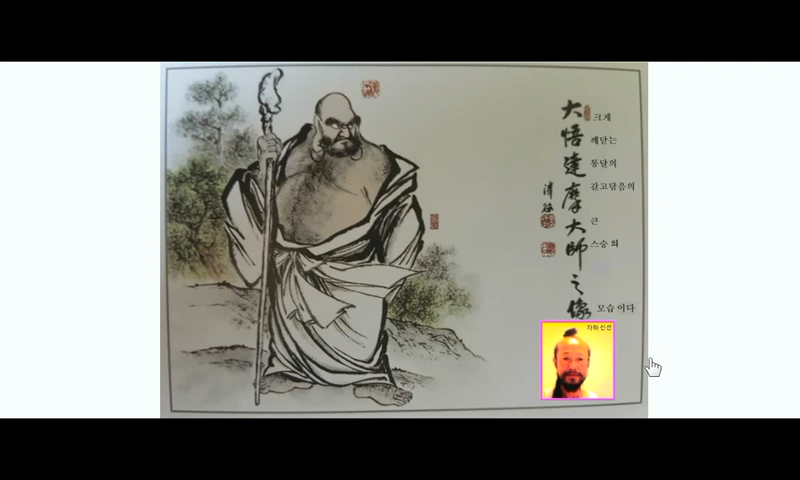 大悟達摩大師之像
크게
깨닫는
통달의
갈고닦음의
큰
스승 의
모습 이다
자하 신선